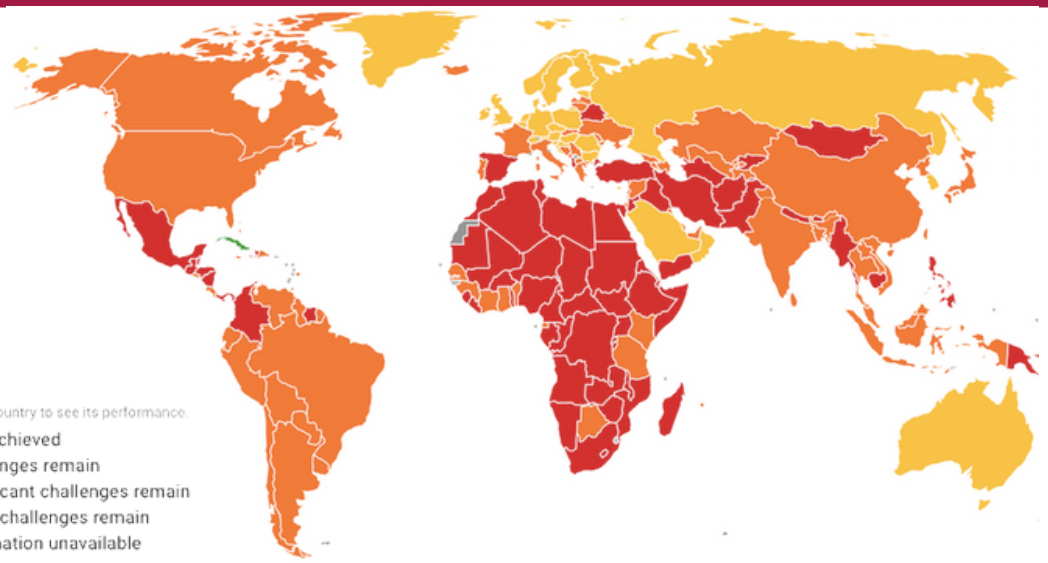 ountry to see its performance.
chieved
nges remain
cant challenges remain
challenges remain
nation unavailable